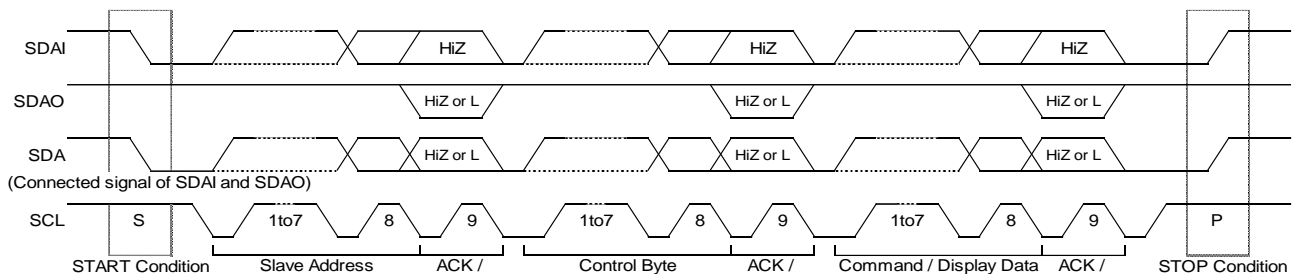 SDAI HiZ HiZ HiZ
SDAO HiZ or L HiZ or L HiZ or L
SDA HiZ or L HiZ or L HiZ or L
(Connected signal of SDAI and SDAO)
SCL S 1to7 8 9 1to7 8 9 1to7 8 9 P
START Condition Slave Address ACK / Control Byte ACK / Command / Display Data ACK / STOP Condition